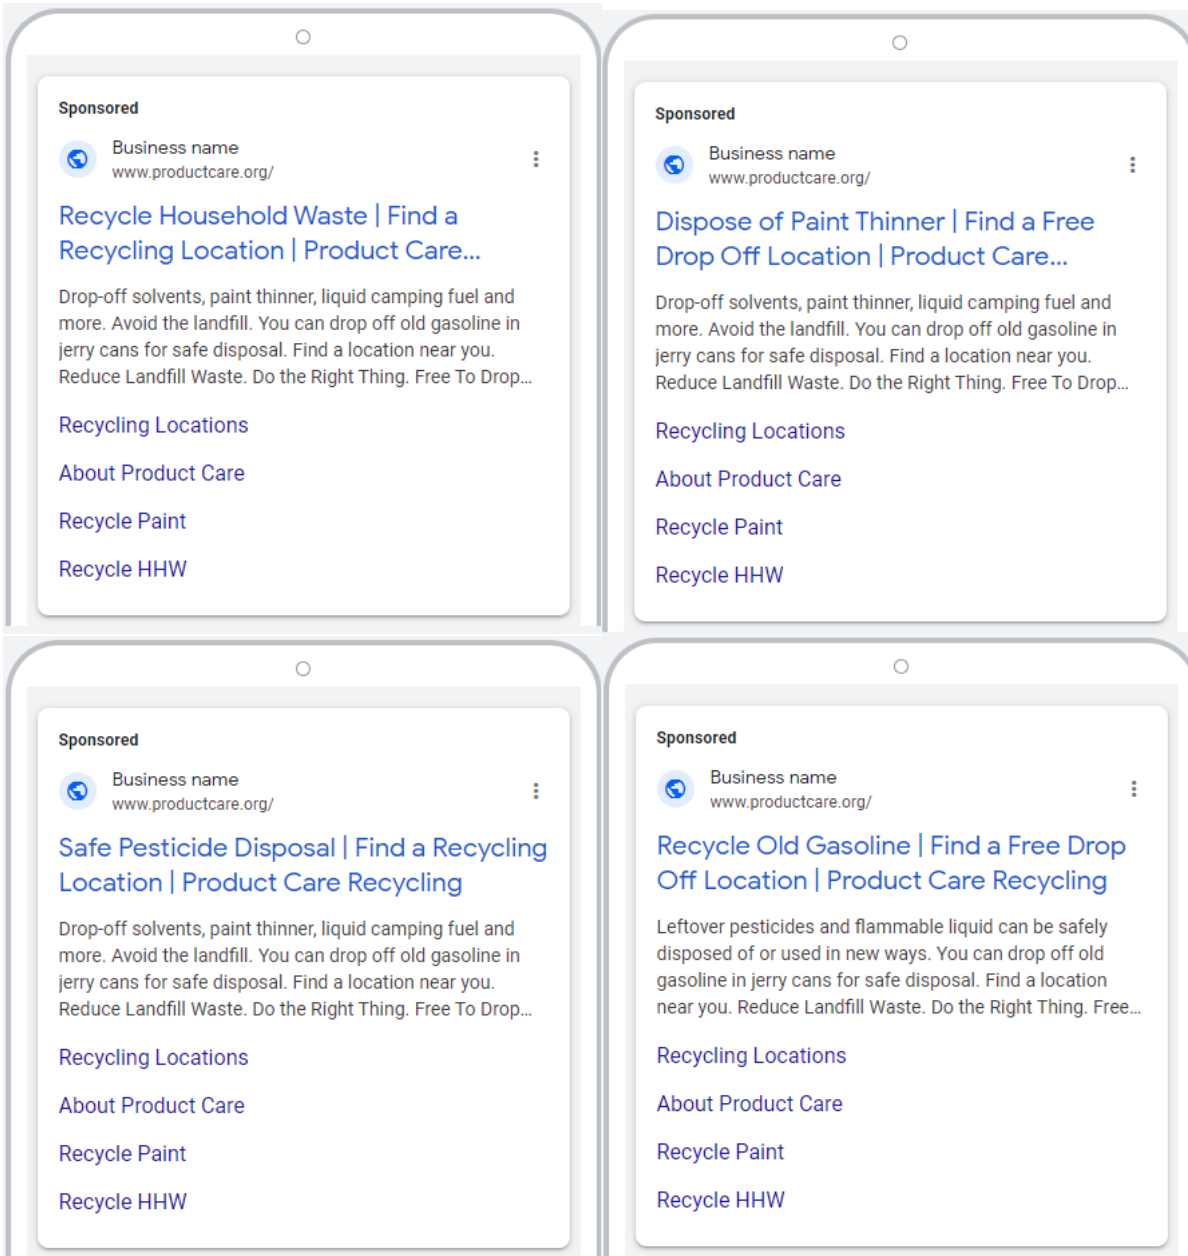 Sponsored
Business name
www.productcare.org/
Recycle Household Waste | Find a
Recycling Location | Product Care...
Drop-off solvents, paint thinner, liquid camping fuel and
more. Avoid the landfill. You can drop off old gasoline in
jerry cans for safe disposal. Find a location near you.
Reduce Landfill Waste. Do the Right Thing. Free To Drop...
Recycling Locations
About Product Care
Recycle Paint
Recycle HHW
Sponsored
Business name
www.productcare.org/
Dispose of Paint Thinner | Find a Free
Drop Off Location | Product Care...
Drop-off solvents, paint thinner, liquid camping fuel and
more. Avoid the landfill. You can drop off old gasoline in
jerry cans for safe disposal. Find a location near you.
Reduce Landfill Waste. Do the Right Thing. Free To Drop...
Recycling Locations
About Product Care
Recycle Paint
Recycle HHW
Sponsored
Business name
www.productcare.org/
Safe Pesticide Disposal | Find a Recycling
Location | Product Care Recycling
Drop-off solvents, paint thinner, liquid camping fuel and
more. Avoid the landfill. You can drop off old gasoline in
jerry cans for safe disposal. Find a location near you.
Reduce Landfill Waste. Do the Right Thing. Free To Drop...
Recycling Locations
About Product Care
Recycle Paint
Recycle HHW
Sponsored
Business name
www.productcare.org/
Recycle Old Gasoline | Find a Free Drop
Off Location | Product Care Recycling
Leftover pesticides and flammable liquid can be safely
disposed of or used in new ways. You can drop off old
gasoline in jerry cans for safe disposal. Find a location
near you. Reduce Landfill Waste. Do the Right Thing. Free...
Recycling Locations
About Product Care
Recycle Paint
Recycle HHW